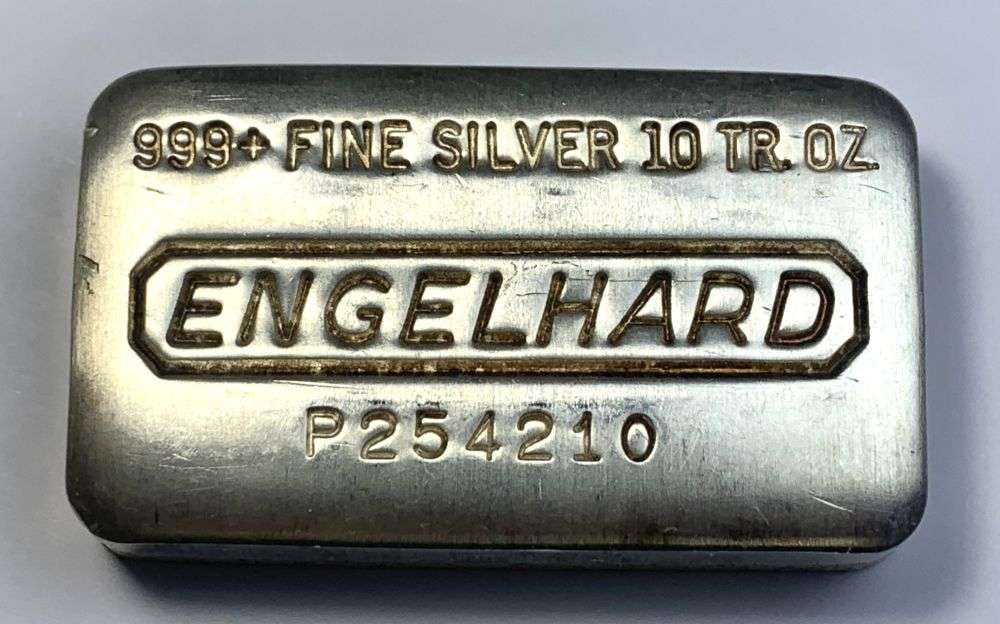 999+ FINE SILVER 10 TR. OZ.
ENGELHARD
P254210